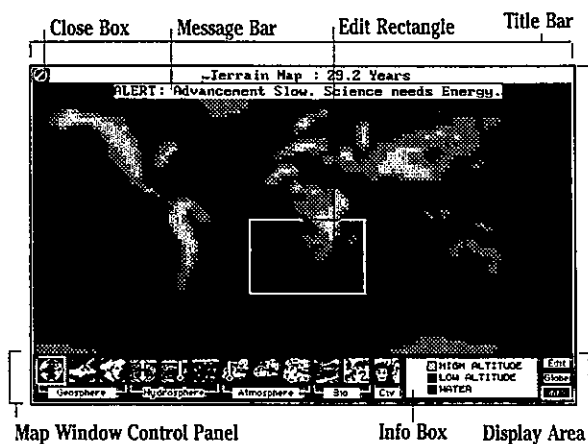 Close Box Message Bar Edit Rectangle Title Bar
Terrain Map : 29.2 Years
ALERT: Advancement Slow. Science needs Energy.
HIGH ALTITUDE
LOW ALTITUDE
WATER
Edit
Globe
Geosphere Hydrosphere Atmosphere Bio Civ
Map Window Control Panel Info Box Display Area